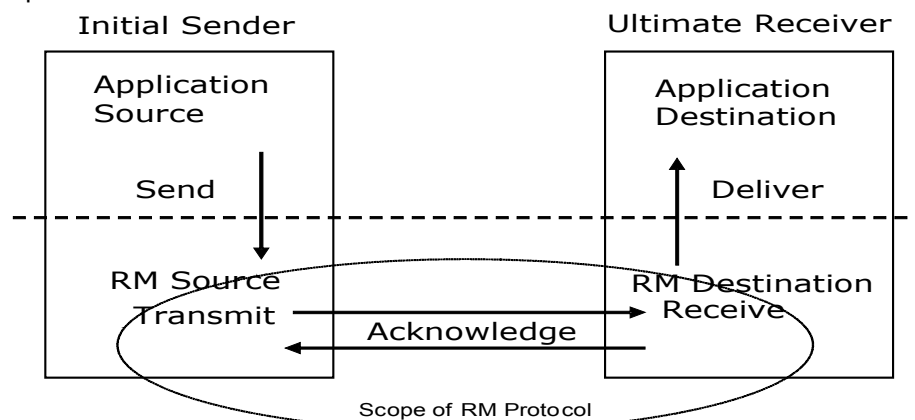 Initial Sender
Ultimate Receiver
Application
Source
Application
Destination
Send
Deliver
RM Source
Transmit
RM Destination
Receive
Acknowledge
Scope of RM Protocol